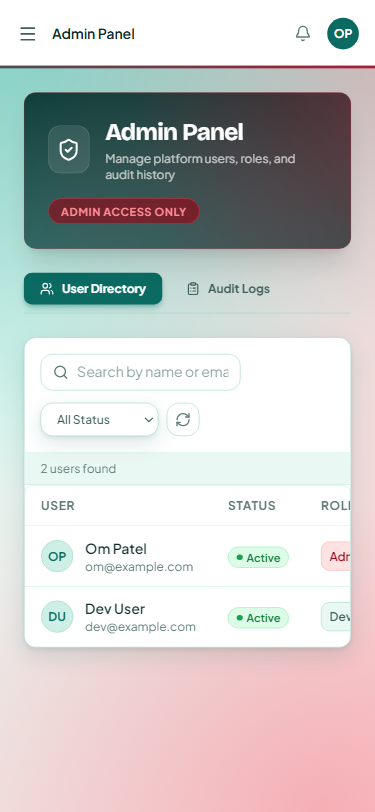 Admin Panel
OP
Admin Panel
Manage platform users, roles, and
audit history
ADMIN ACCESS ONLY
User Directory
Audit Logs
Search by name or ema
All Status
2 users found
USER STATUS ROL
OP
Om Patel
om@example.com
Active
Adr
DU
Dev User
dev@example.com
Active
Dev